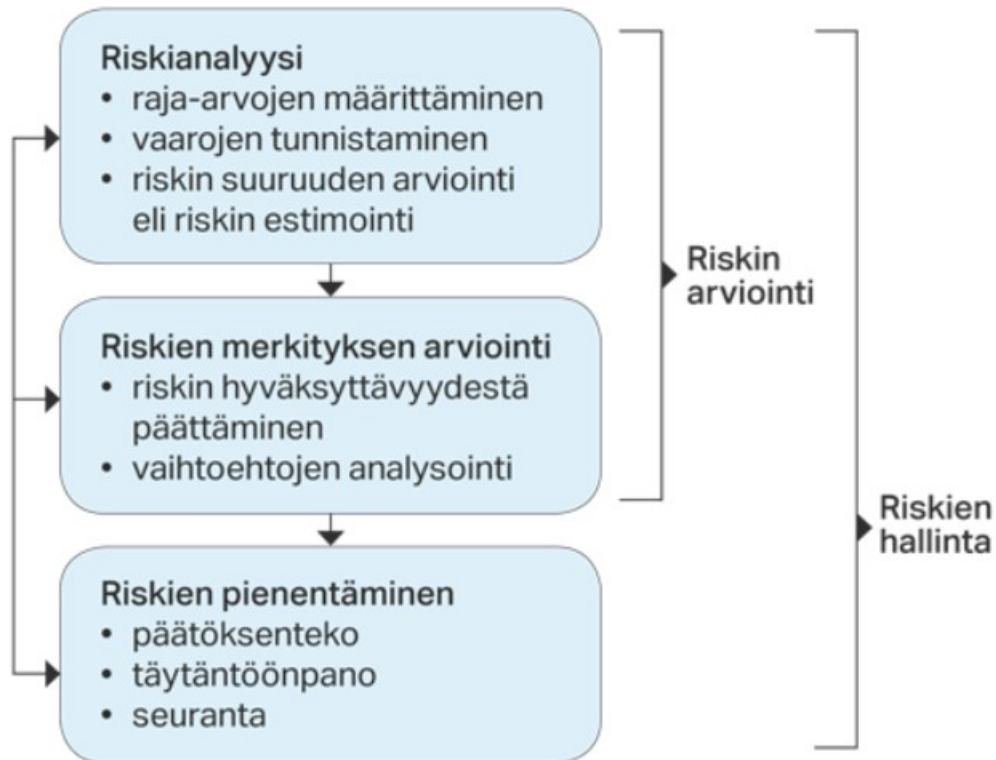 Riskianalyysi
• raja-arvojen määrittäminen
• vaarojen tunnistaminen
• riskin suuruuden arviointi
eli riskin estimointi
Riskien merkityksen arviointi
• riskin hyväksyttävyydestä
päättäminen
• vaihtoehtojen analysointi
Riskien pienentäminen
• päätöksenteko
• täytäntöönpano
• seuranta
Riskin
arviointi
Riskien
hallinta